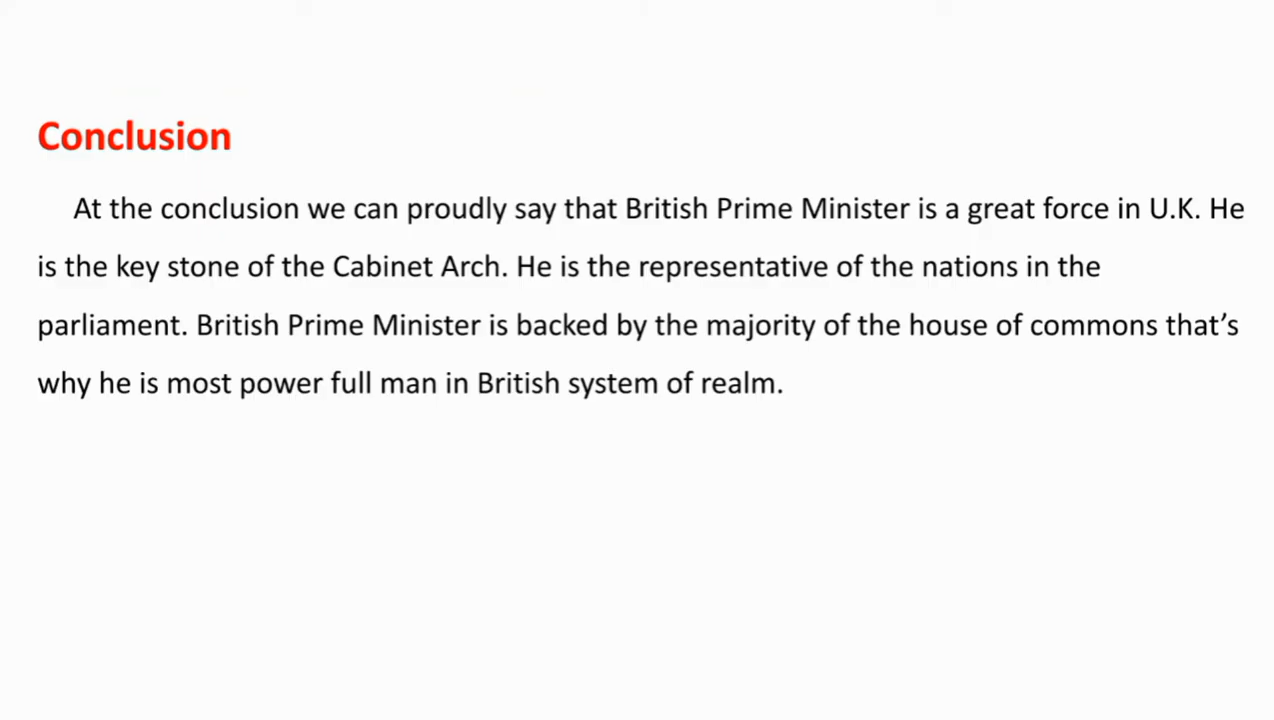 Conclusion
At the conclusion we can proudly say that British Prime Minister is a great force in U.K. He
is the key stone of the Cabinet Arch. He is the representative of the nations in the
parliament. British Prime Minister is backed by the majority of the house of commons that’s
why he is most power full man in British system of realm.